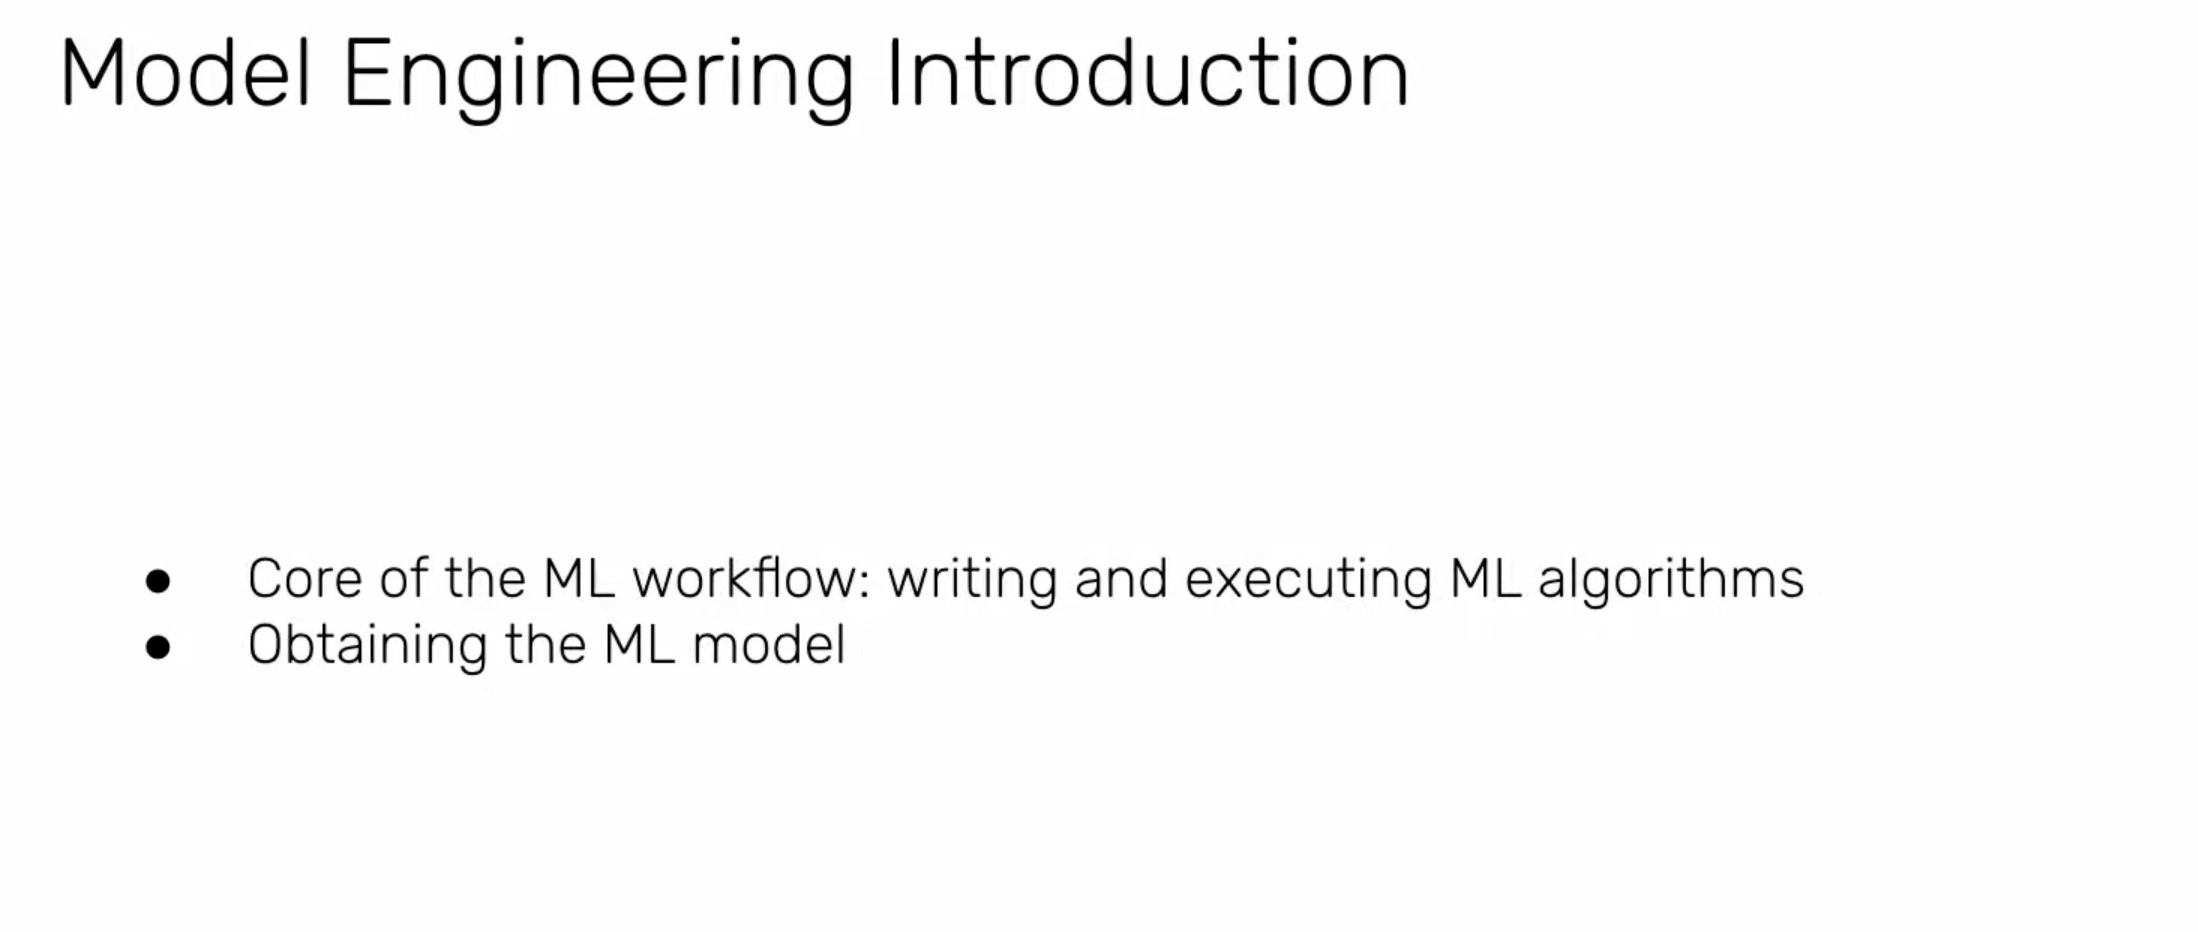 Model Engineering Introduction
● Core of the ML workflow: writing and executing ML algorithms
● Obtaining the ML model